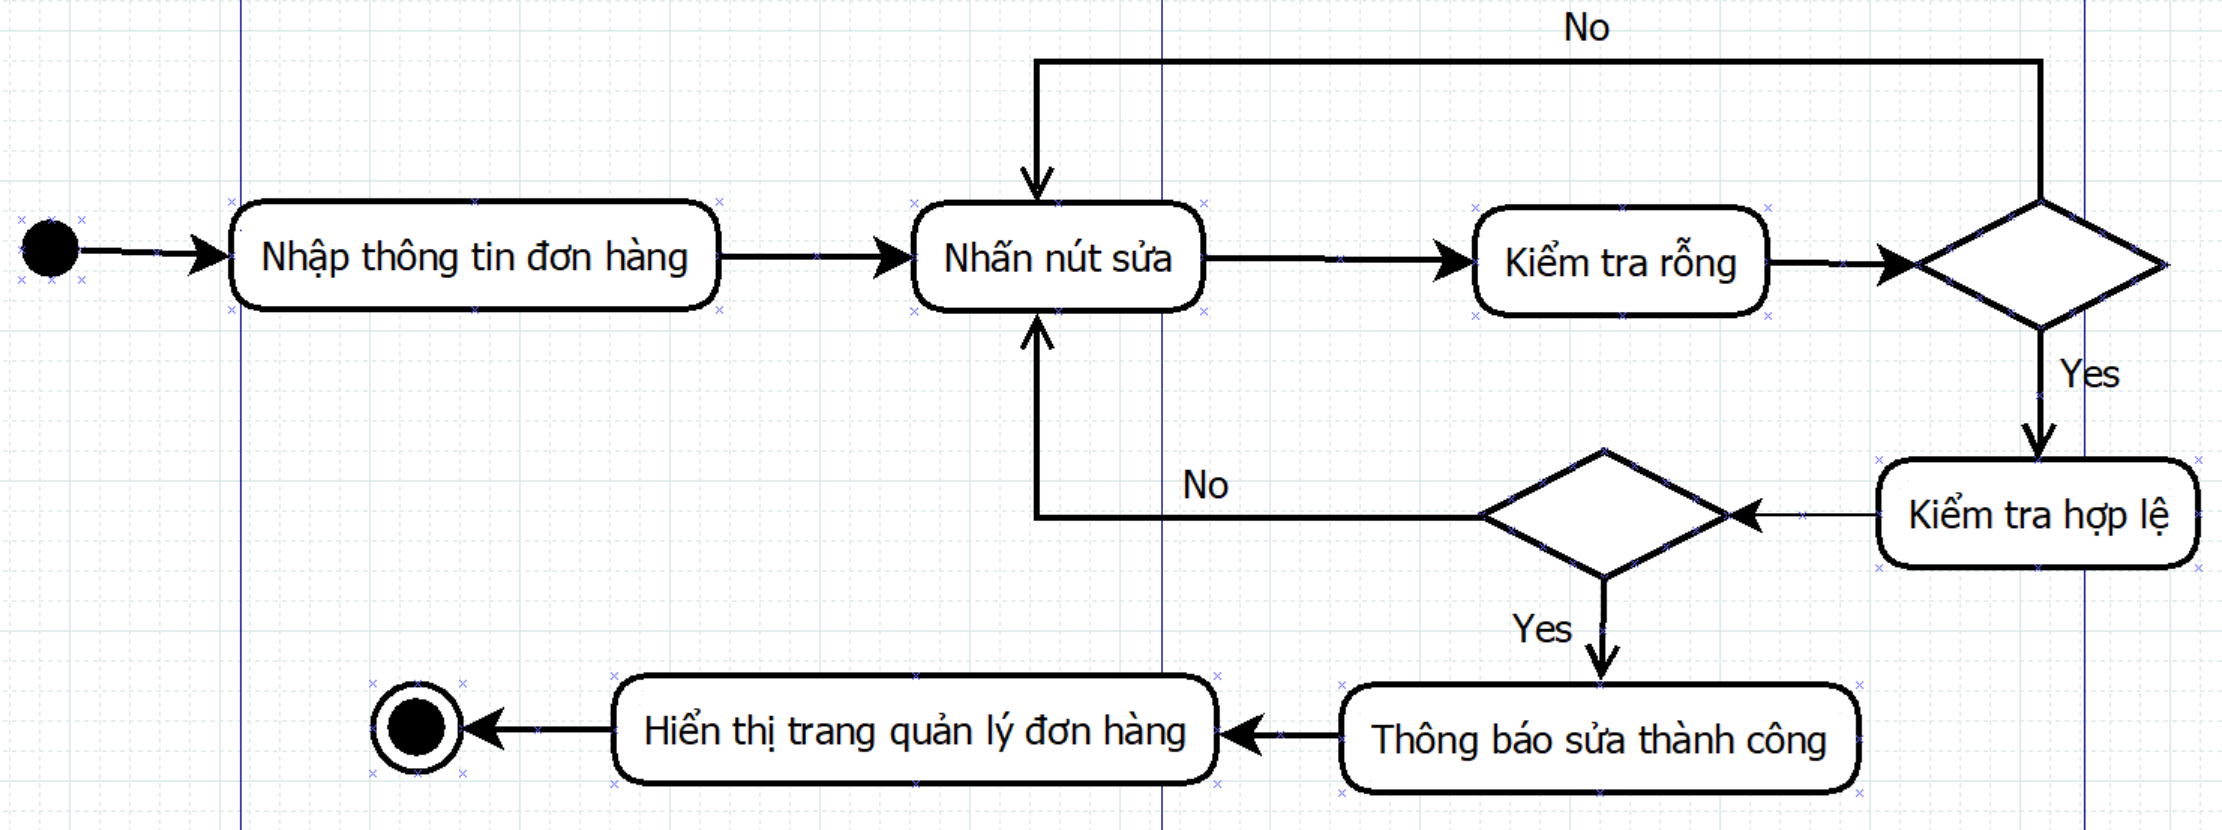 No
Nhập thông tin đơn hàng
Nhấn nút sửa
Kiểm tra rỗng
Yes
No
Kiểm tra hợp lệ
Yes
Hiển thị trang quản lý đơn hàng
Thông báo sửa thành công